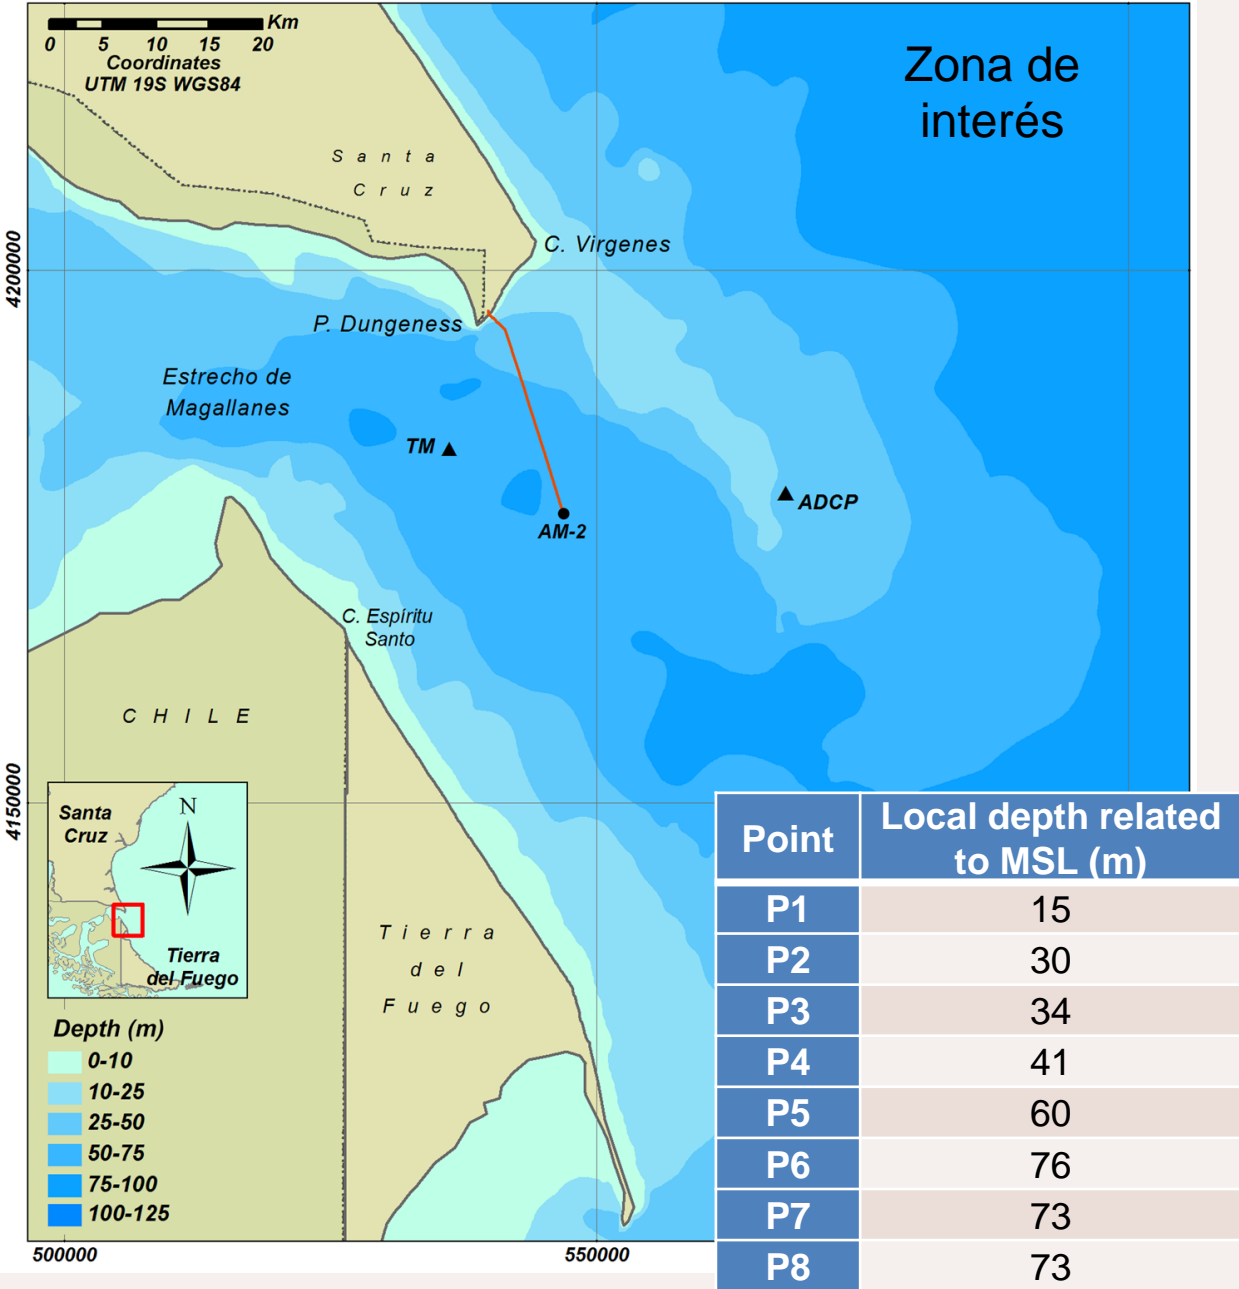 Km
0 5 10 15 20
Coordinates
UTM 19S WGS84
Zona de
interés
Santa
Cruz
C. Virgenes
4200000
P. Dungeness
Estrecho de
Magallanes
TM
ADCP
AM-2
C. Espíritu
Santo
CHILE
4150000
Santa
Cruz
N
Tierra
del Fuego
Tierra
del
Fuego
Depth (m)
0-10
10-25
25-50
50-75
75-100
100-125
500000 550000
Point Local depth related
to MSL (m)
P1 15
P2 30
P3 34
P4 41
P5 60
P6 76
P7 73
P8 73